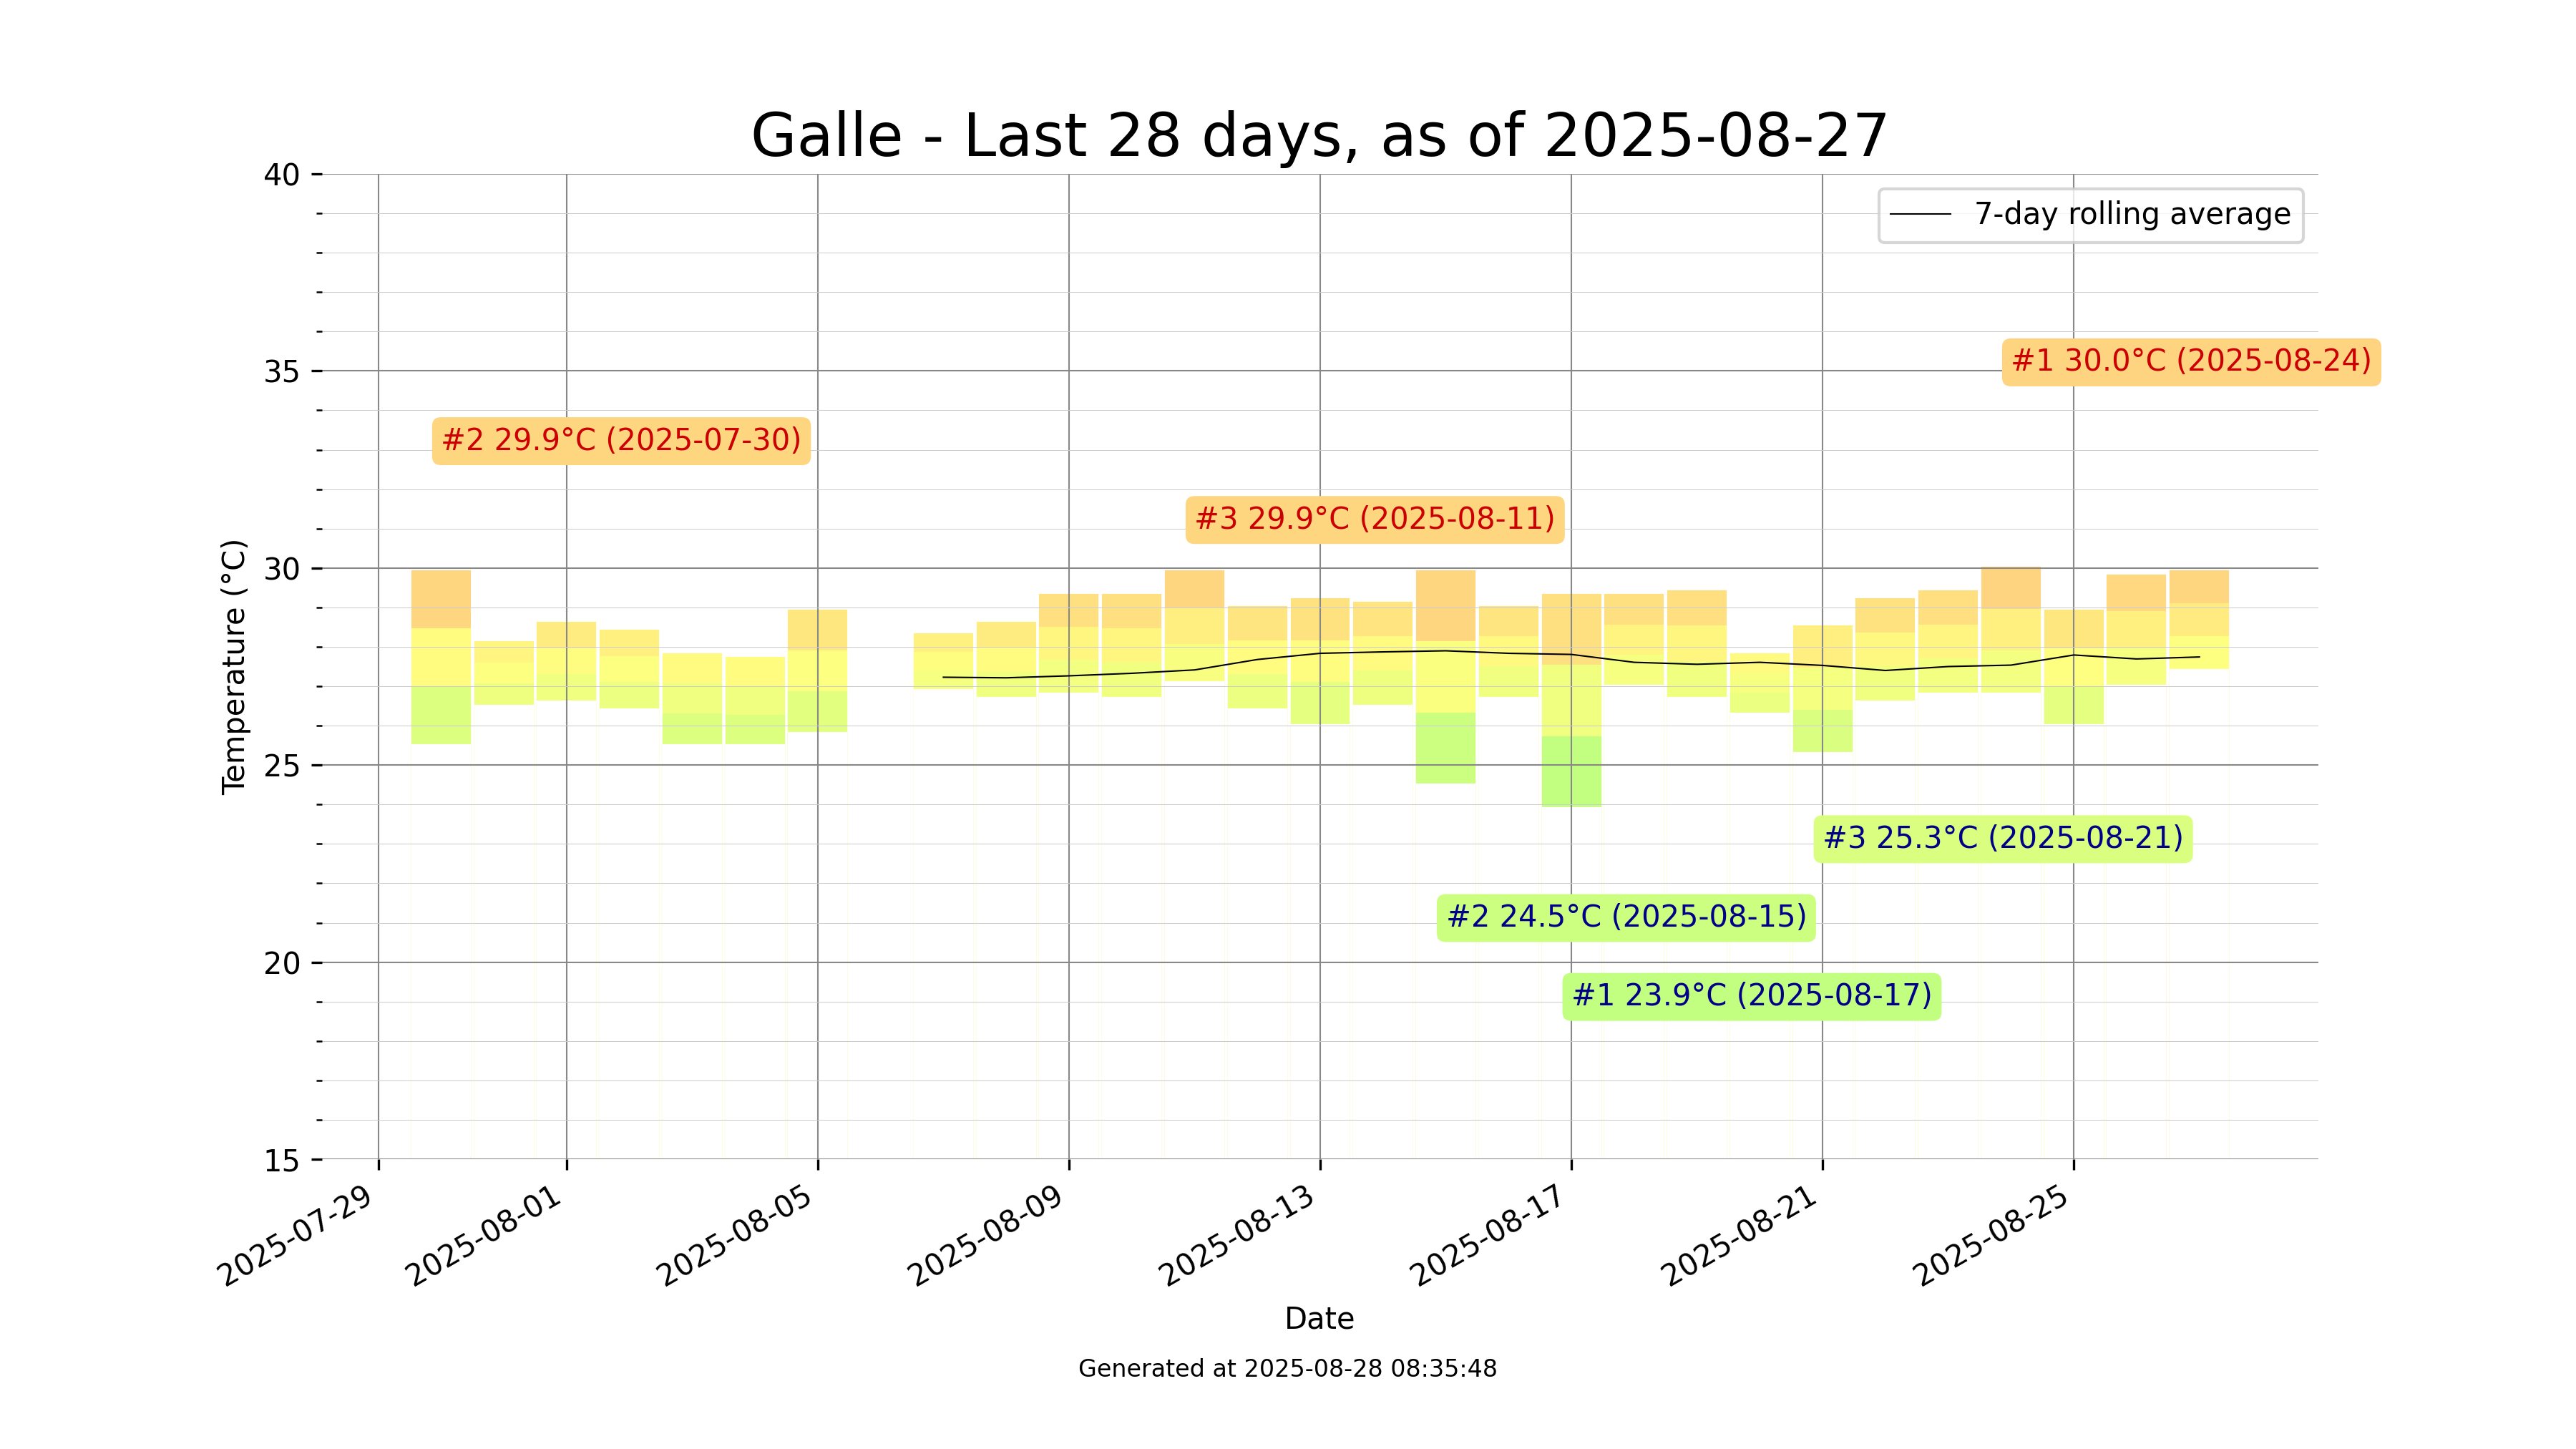 Galle - Last 28 days, as of 2025-08-27
40
7-day rolling average
35
#1 30.0°C (2025-08-24)
#2 29.9°C (2025-07-30)
#3 29.9°C (2025-08-11)
30
Temperature (°C)
25
#3 25.3°C (2025-08-21)
#2 24.5°C (2025-08-15)
20
#1 23.9°C (2025-08-17)
15
2025-07-29
2025-08-01
2025-08-05
2025-08-09
2025-08-13
2025-08-17
2025-08-21
2025-08-25
Date
Generated at 2025-08-28 08:35:48